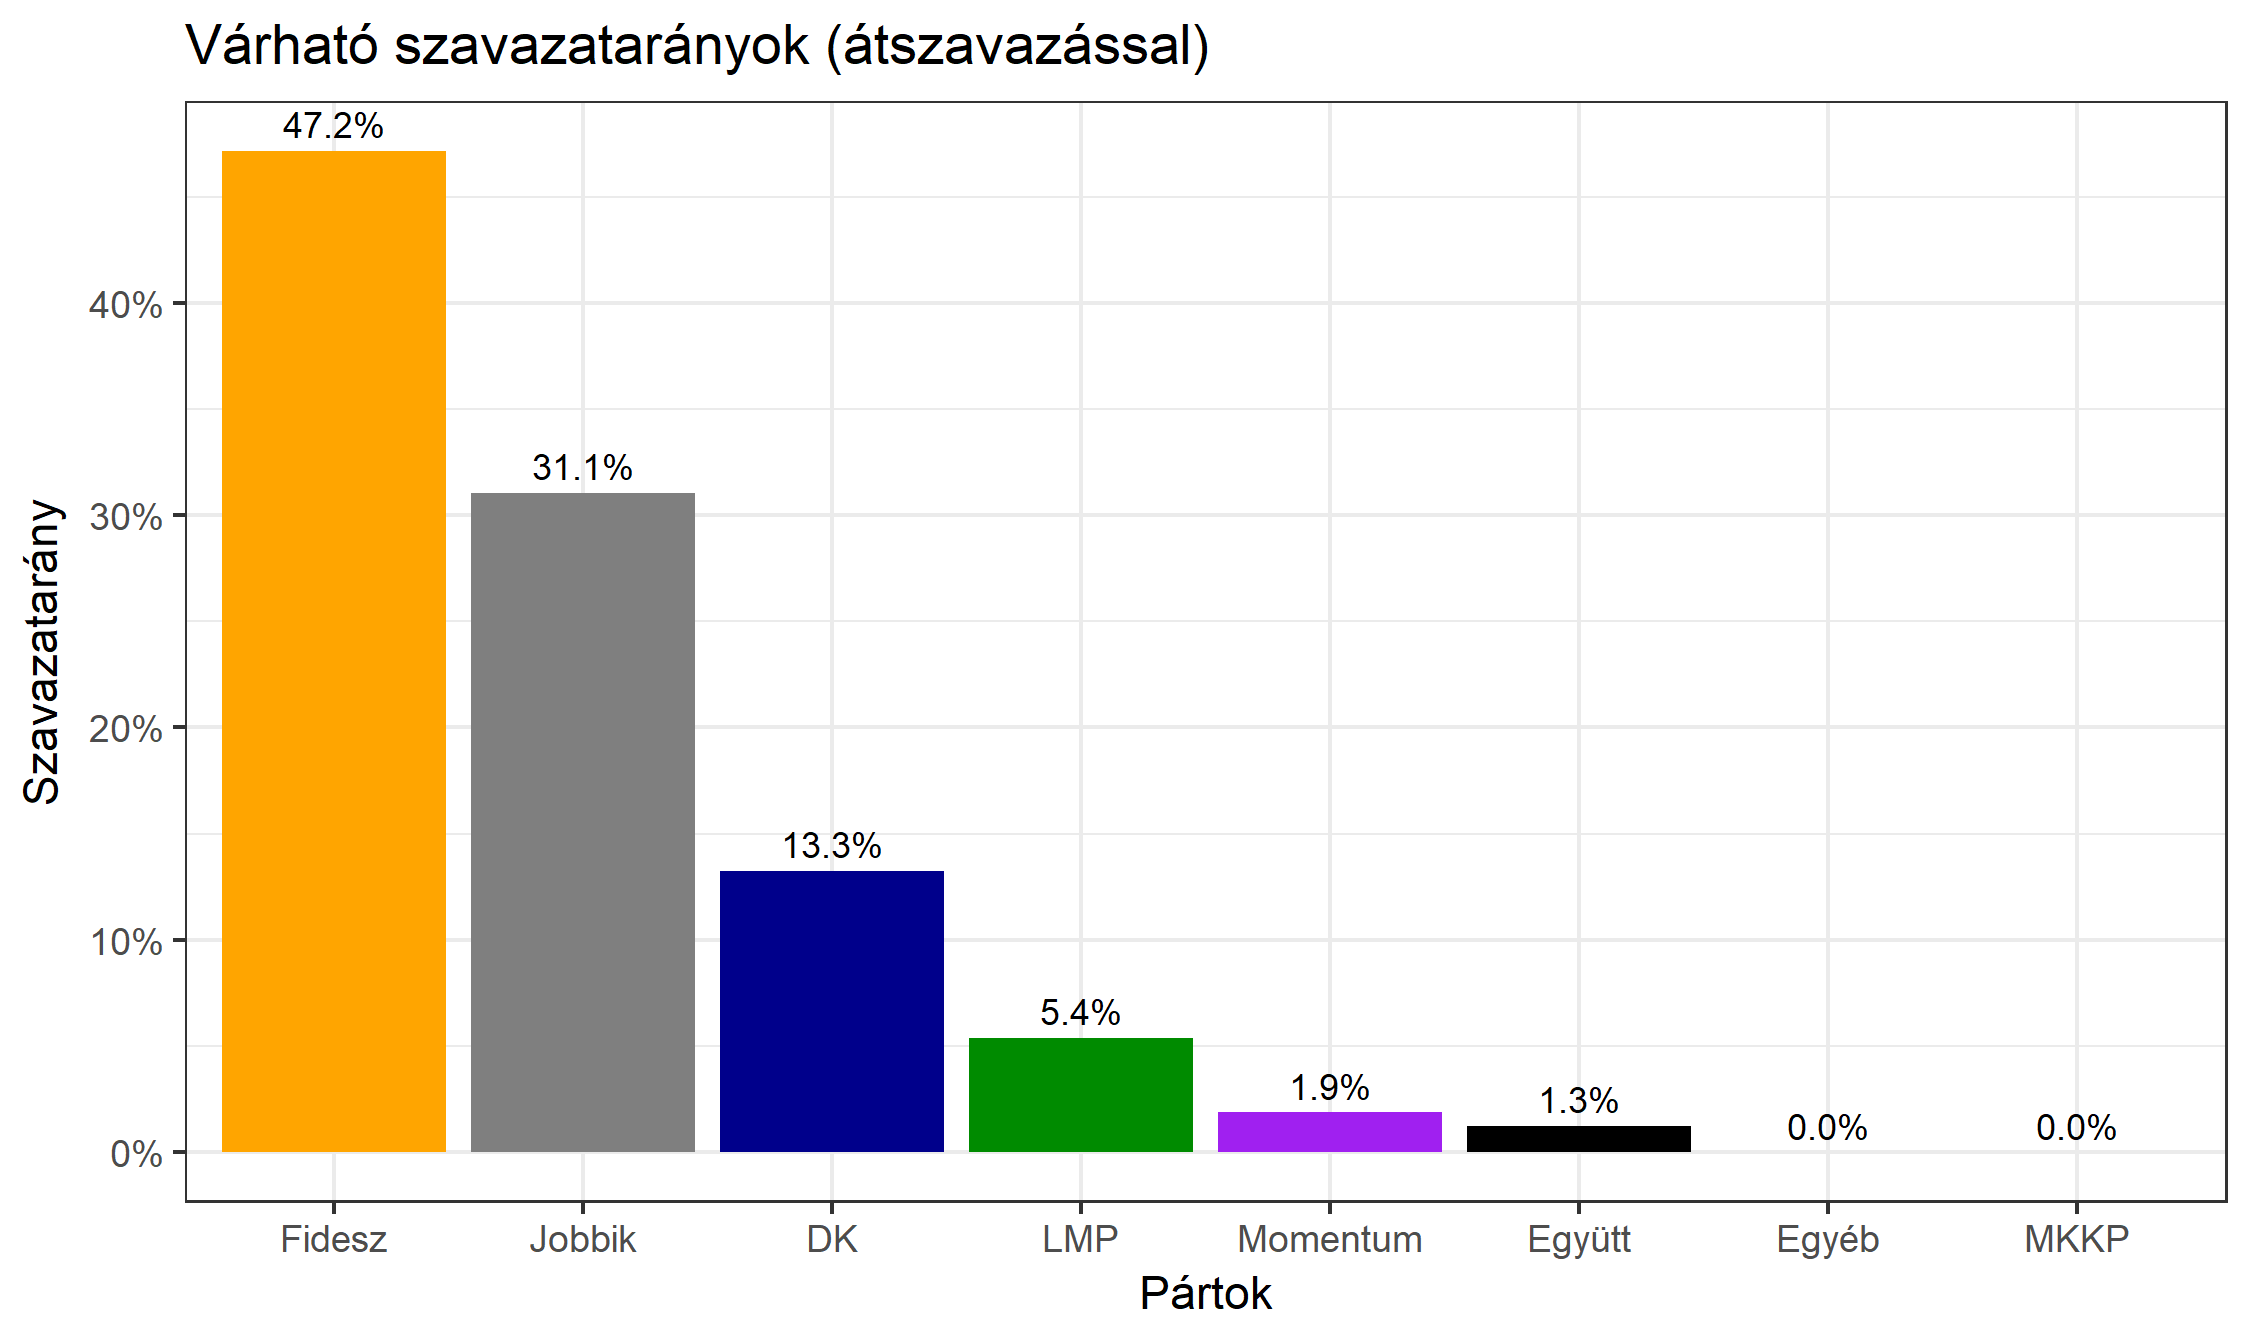 Várható szavazatarányok (átszavazással)
47.2%
31.1%
13.3%
5.4%
1.9%
1.3%
0.0%
0.0%
40%
30%
20%
10%
0%
Szavazatarány
Fidesz
Jobbik
DK
LMP
Momentum
Együtt
Egyéb
MKKP
Pártok